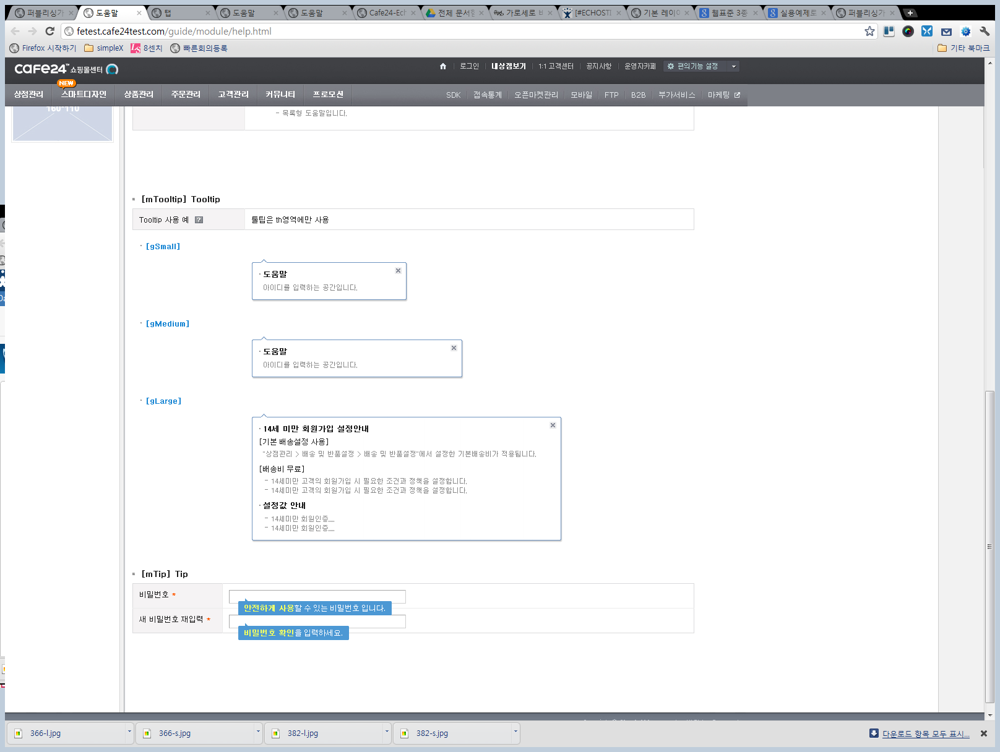 퍼블리싱가
도움말
탭
도움말
도움말
Cafe24-Ech
전체 문서함
가로세로 비
[#ECHOSTI
기본 레이아
웹표준 3종
실용예제로
퍼블리싱가
fetest.cafe24test.com/guide/module/help.html
Firefox 시작하기
simpleX
8센치
빠른회의등록
기타 북마크
cafe24 쇼핑몰센터
로그인
내상점보기
1:1 고객센터
공지사항
운영자카페
편의기능 설정
NEW
상점관리
스마트디자인
상품관리
주문관리
고객관리
커뮤니티
프로모션
SDK
접속통계
오픈마켓관리
모바일
FTP
B2B
부가서비스
마케팅
160*110
- 목록형 도움말입니다.
[mTooltip] Tooltip
Tooltip 사용 예 ?
툴팁은 th영역에만 사용
· [gSmall]
· 도움말
아이디를 입력하는 공간입니다.
· [gMedium]
· 도움말
아이디를 입력하는 공간입니다.
· [gLarge]
· 14세 미만 회원가입 설정안내
[기본 배송설정 사용]
"상점관리 > 배송 및 반품설정 > 배송 및 반품설정"에서 설정한 기본배송비가 적용됩니다.
[배송비 무료]
- 14세미만 고객의 회원가입 시 필요한 조건과 정책을 설정합니다.
- 14세미만 고객의 회원가입 시 필요한 조건과 정책을 설정합니다.
· 설정값 안내
- 14세미만 회원인증.....
- 14세미만 회원인증.....
[mTip] Tip
비밀번호 *
안전하게 사용할 수 있는 비밀번호 입니다.
새 비밀번호 재입력 *
비밀번호 확인을 입력하세요.
366-l.jpg
366-s.jpg
382-l.jpg
382-s.jpg
다운로드 항목 모두 표시...